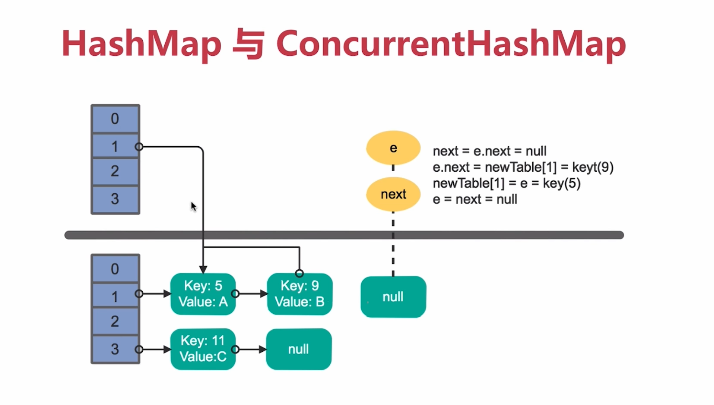 HashMap 与 ConcurrentHashMap
0
1
2
3
e
next
next = e.next = null
e.next = newTable[1] = keyt(9)
newTable[1] = e = key(5)
e = next = null
0
1
2
3
Key: 5
Value: A
Key: 9
Value: B
null
Key: 11
Value:C
null